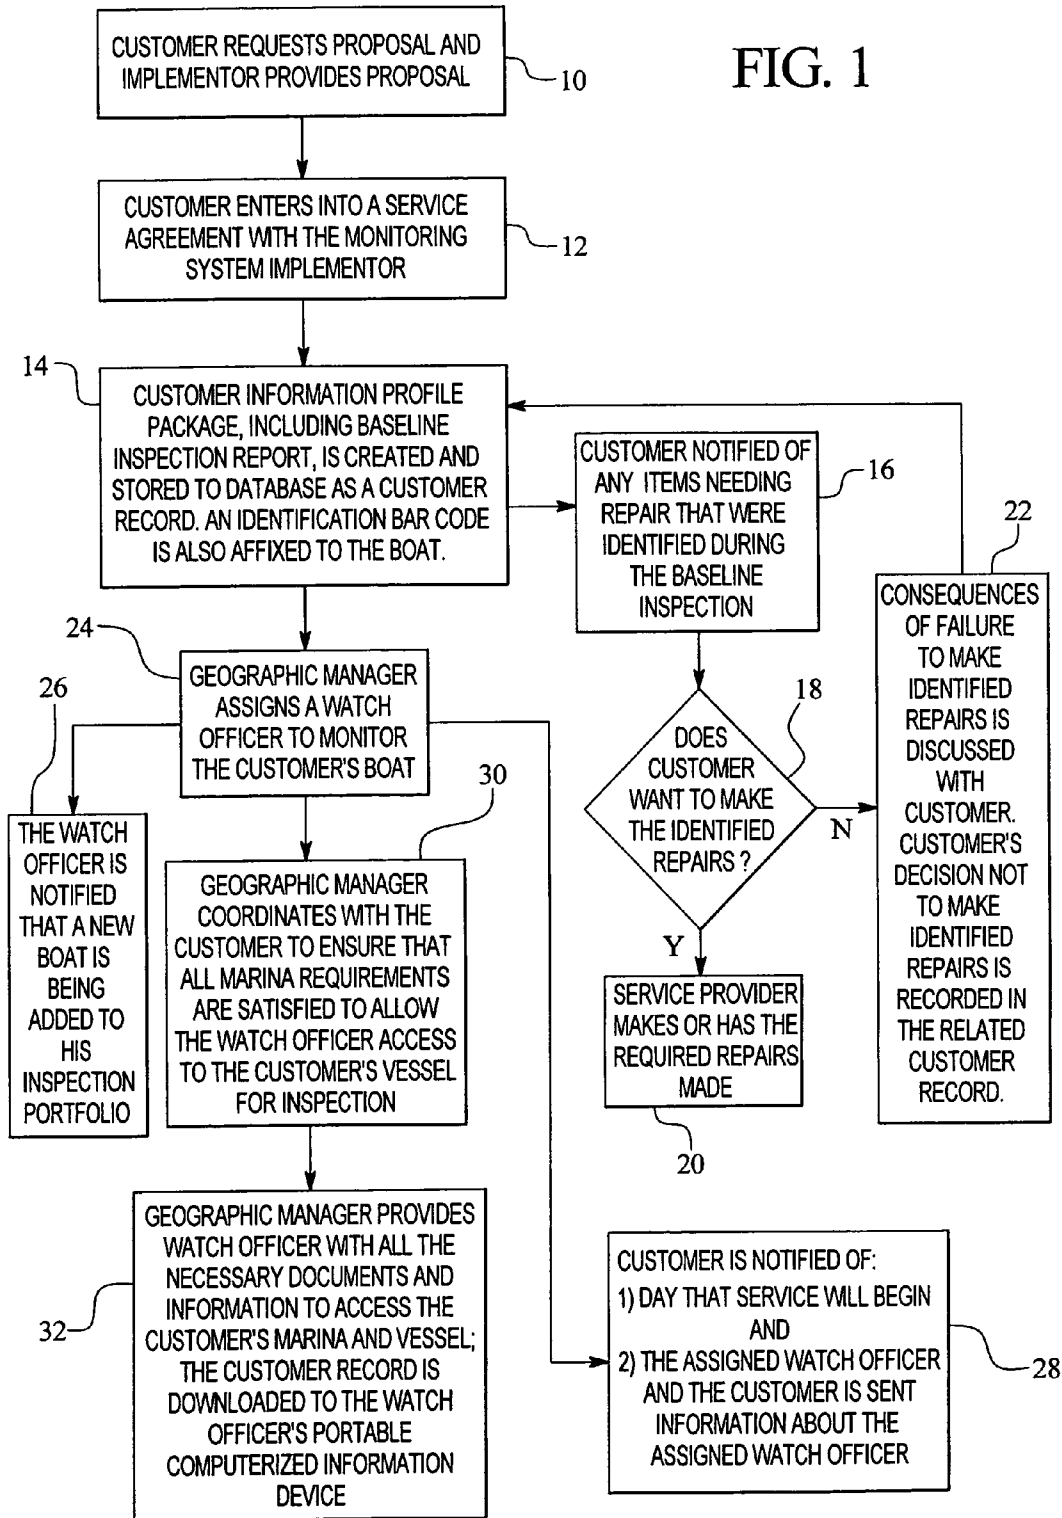 FIG. 1
CUSTOMER REQUESTS PROPOSAL AND
IMPLEMENTOR PROVIDES PROPOSAL
10
CUSTOMER ENTERS INTO A SERVICE
AGREEMENT WITH THE MONITORING
SYSTEM IMPLEMENTOR
12
14
CUSTOMER INFORMATION PROFILE
PACKAGE, INCLUDING BASELINE
INSPECTION REPORT, IS CREATED AND
STORED TO DATABASE AS A CUSTOMER
RECORD. AN IDENTIFICATION BAR CODE
IS ALSO AFFIXED TO THE BOAT.
CUSTOMER NOTIFIED OF
ANY ITEMS NEEDING
REPAIR THAT WERE
IDENTIFIED DURING
THE BASELINE
INSPECTION
16
DOES
CUSTOMER
WANT TO MAKE
THE IDENTIFIED
REPAIRS ?
18
N
Y
SERVICE PROVIDER
MAKES OR HAS THE
REQUIRED REPAIRS
MADE
20
22
CONSEQUENCES
OF FAILURE
TO MAKE
IDENTIFIED
REPAIRS IS
DISCUSSED
WITH
CUSTOMER.
CUSTOMER'S
DECISION NOT
TO MAKE
IDENTIFIED
REPAIRS IS
RECORDED IN
THE RELATED
CUSTOMER
RECORD.
24
GEOGRAPHIC MANAGER
ASSIGNS A WATCH
OFFICER TO MONITOR
THE CUSTOMER'S BOAT
26
THE WATCH
OFFICER IS
NOTIFIED
THAT A NEW
BOAT IS
BEING
ADDED TO
HIS
INSPECTION
PORTFOLIO
30
GEOGRAPHIC MANAGER
COORDINATES WITH THE
CUSTOMER TO ENSURE THAT
ALL MARINA REQUIREMENTS
ARE SATISFIED TO ALLOW
THE WATCH OFFICER ACCESS
TO THE CUSTOMER'S VESSEL
FOR INSPECTION
32
GEOGRAPHIC MANAGER PROVIDES
WATCH OFFICER WITH ALL THE
NECESSARY DOCUMENTS AND
INFORMATION TO ACCESS THE
CUSTOMER'S MARINA AND VESSEL;
THE CUSTOMER RECORD IS
DOWNLOADED TO THE WATCH
OFFICER'S PORTABLE
COMPUTERIZED INFORMATION
DEVICE
CUSTOMER IS NOTIFIED OF:
1) DAY THAT SERVICE WILL BEGIN
AND
2) THE ASSIGNED WATCH OFFICER
AND THE CUSTOMER IS SENT
INFORMATION ABOUT THE
ASSIGNED WATCH OFFICER
28